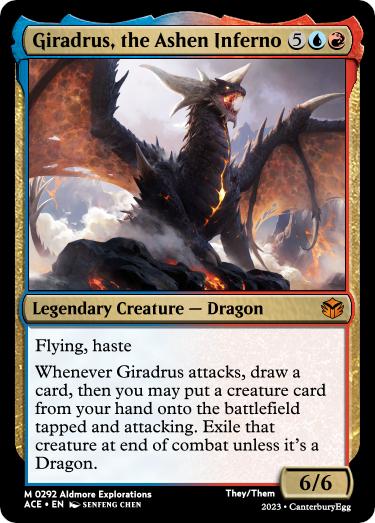 Giradrus, the Ashen Inferno 5
Legendary Creature — Dragon
Flying, haste
Whenever Giradrus attacks, draw a
card, then you may put a creature card
from your hand onto the battlefield
tapped and attacking. Exile that
creature at end of combat unless it's a
Dragon.
6/6
M 0292 Aldmore Explorations
They/Them
ACE • EN SENFENG CHEN
2023 • CanterburyEgg